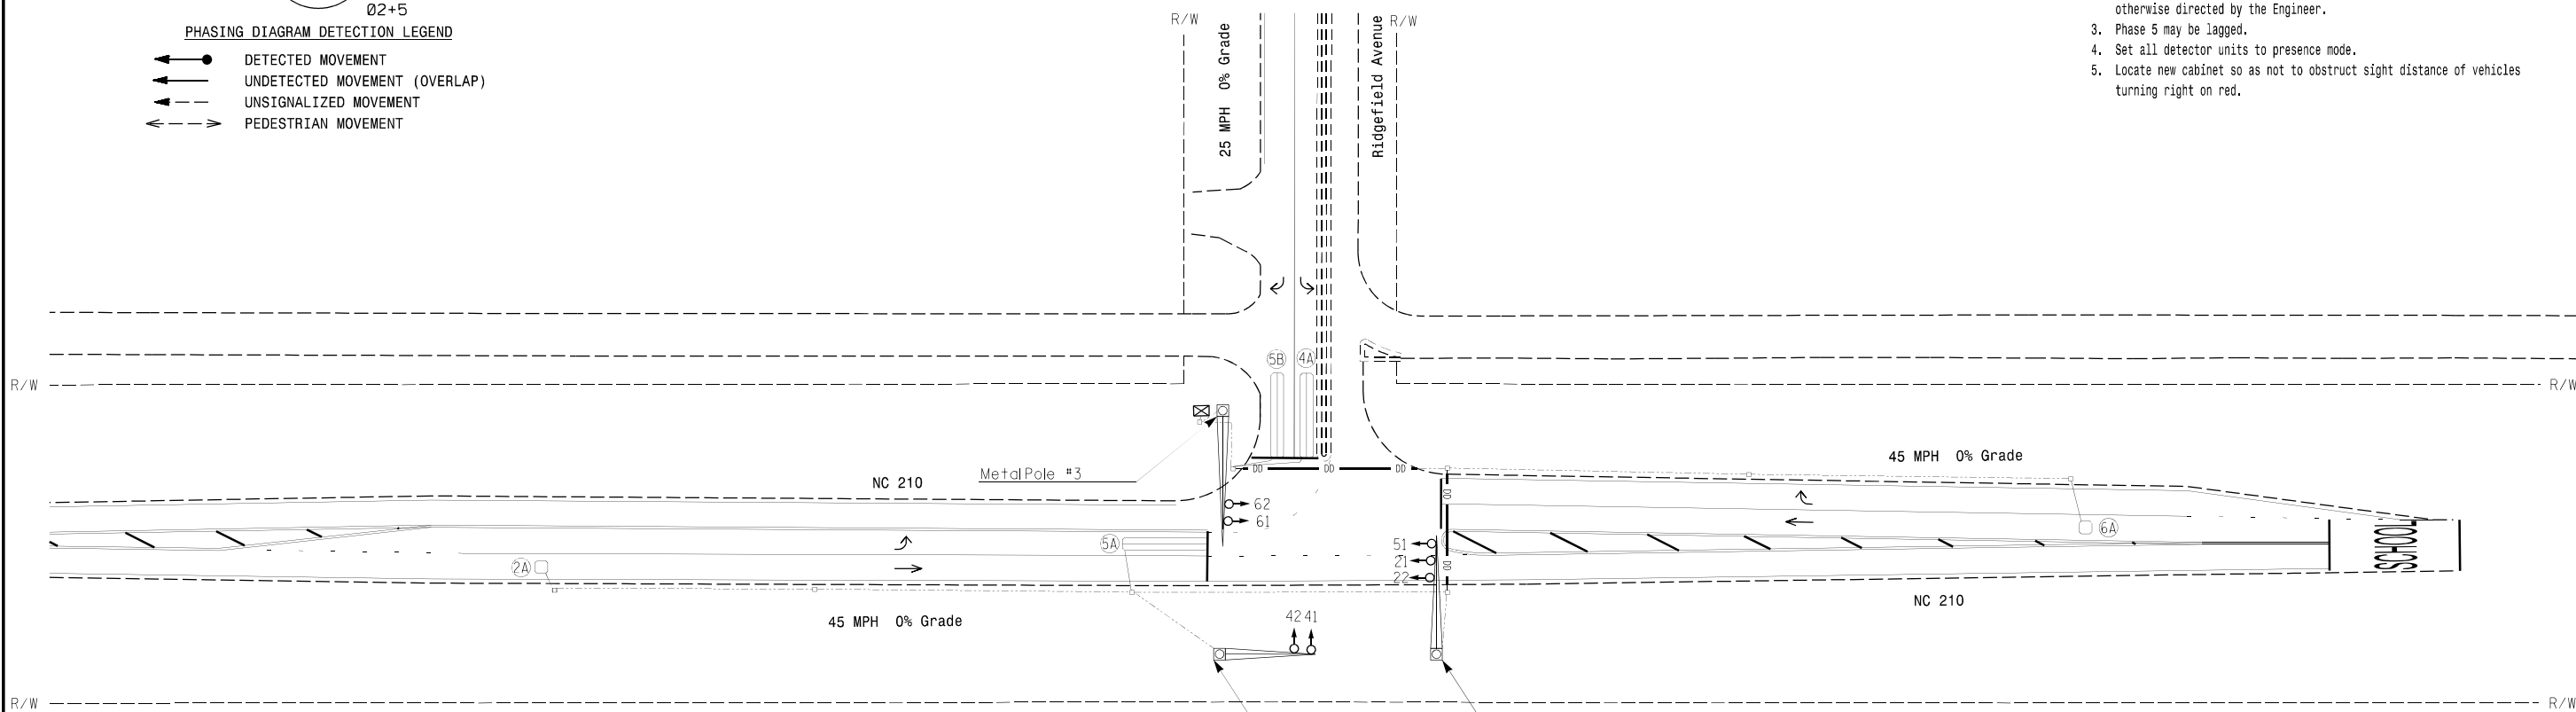 Ø2+5
PHASING DIAGRAM DETECTION LEGEND
DETECTED MOVEMENT
UNDETECTED MOVEMENT (OVERLAP)
UNSIGNALIZED MOVEMENT
PEDESTRIAN MOVEMENT
R/W
25 MPH 0% Grade
Ridgefield Avenue
R/W
otherwise directed by the Engineer.
3. Phase 5 may be lagged.
4. Set all detector units to presence mode.
5. Locate new cabinet so as not to obstruct sight distance of vehicles
turning right on red.
5B
4A
R/W
R/W
45 MPH 0% Grade
Metal Pole #3
NC 210
DD
DD
DD
62
61
6A
SCHOOL
5A
51
2A
21
22
NC 210
45 MPH 0% Grade
42 41
R/W
R/W